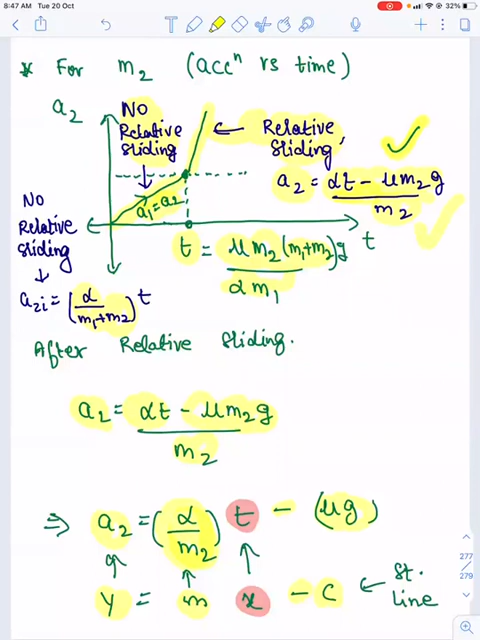 8:47 AM Tue 20 Oct
32%
* For m₂ (accⁿ vs time)
a₂
NO
Relative
sliding
Relative
Sliding,
a₁=a₂
a₂ = αt − μm₂g
m₂
NO
Relative
Sliding
t = μm₂(m₁+m₂)g
αm₁
t
a₂ᵢ = (α/m₁+m₂)t
After Relative Sliding.
a₂ = αt − μm₂g
m₂
⇒ a₂ = (α/m₂) t − (μg)
y = m x − c ← St. line
277
/
279